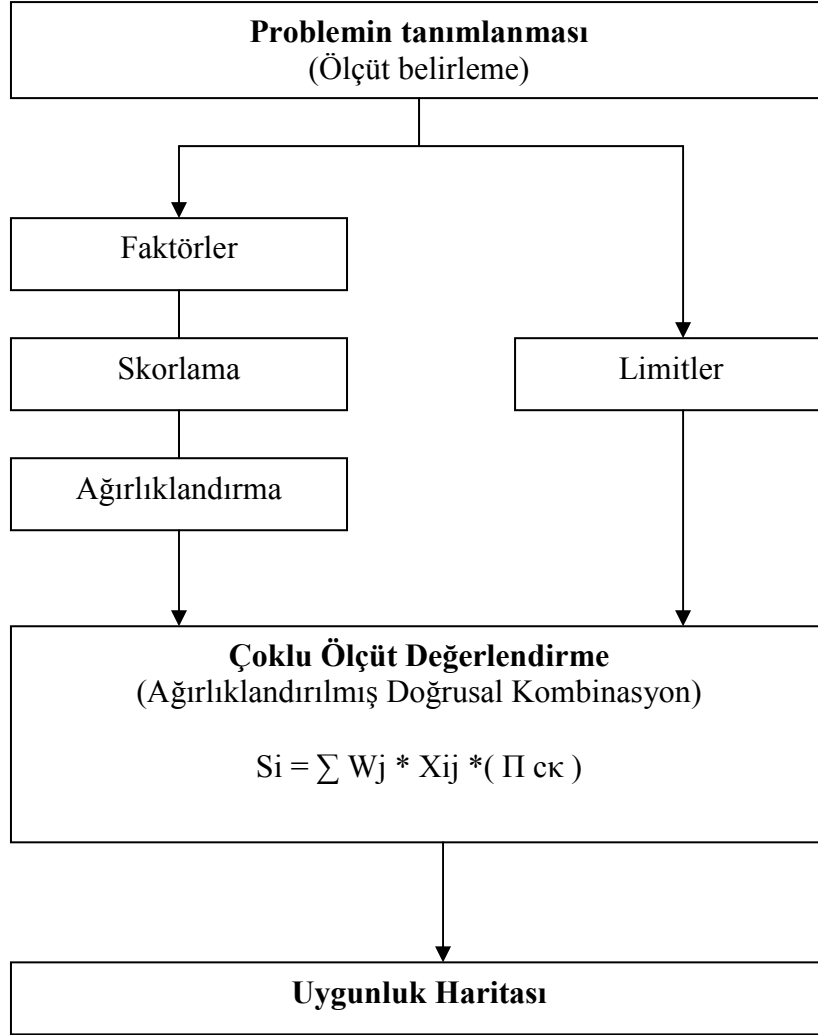 Problemin tanımlanması
(Ölçüt belirleme)
Faktörler
Skorlama
Limitler
Ağırlıklandırma
Çoklu Ölçüt Değerlendirme
(Ağırlıklandırılmış Doğrusal Kombinasyon)
Si = ∑ Wj * Xij *( Π cк )
Uygunluk Haritası